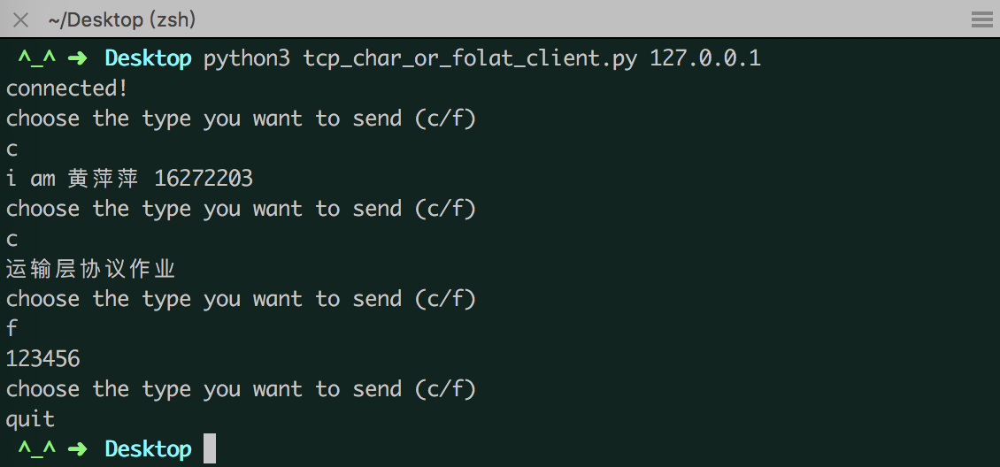 ~/Desktop (zsh)
^_^ ➜ Desktop python3 tcp_char_or_folat_client.py 127.0.0.1
connected!
choose the type you want to send (c/f)
c
i am 黄萍萍 16272203
choose the type you want to send (c/f)
c
运输层协议作业
choose the type you want to send (c/f)
f
123456
choose the type you want to send (c/f)
quit
^_^ ➜ Desktop